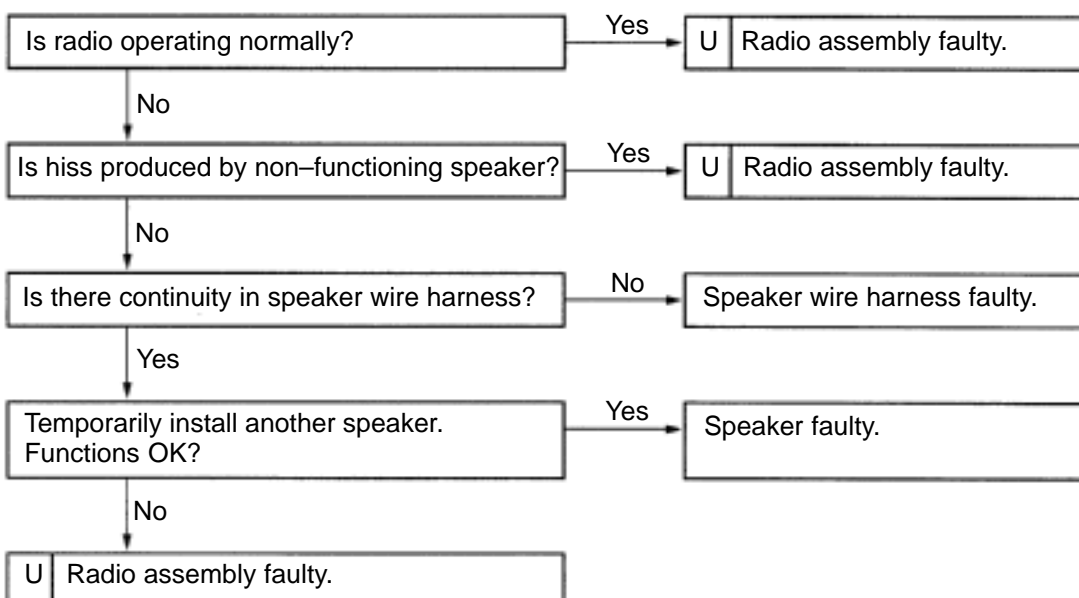 Is radio operating normally?
Yes
U Radio assembly faulty.
No
Is hiss produced by non–functioning speaker?
Yes
U Radio assembly faulty.
No
Is there continuity in speaker wire harness?
No
Speaker wire harness faulty.
Yes
Temporarily install another speaker.
Functions OK?
Yes
Speaker faulty.
No
U Radio assembly faulty.